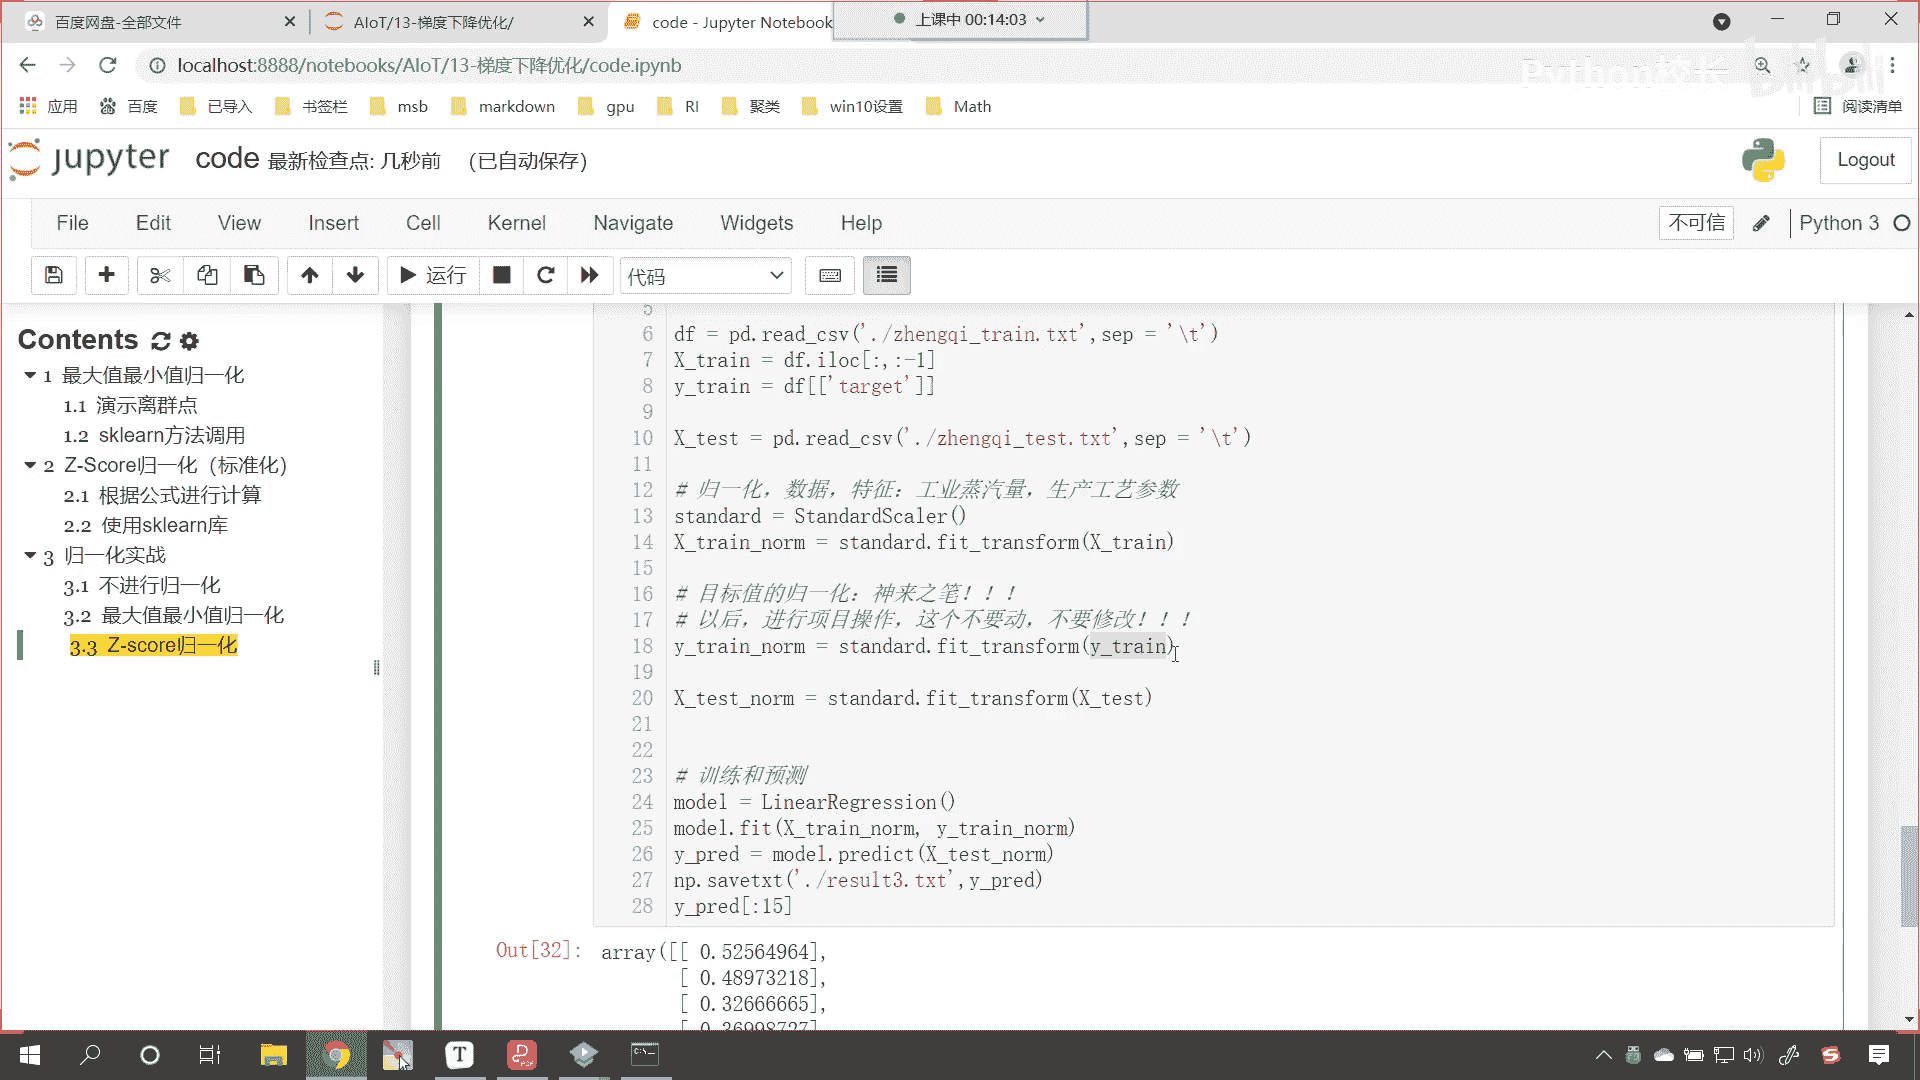 百度网盘-全部文件
AIoT/13-梯度下降优化/
code - Jupyter Notebook
上课中 00:14:03
localhost:8888/notebooks/AIoT/13-梯度下降优化/code.ipynb
Python校长
bilibili
应用 百度 已导入 书签栏 msb markdown gpu RI 聚类 win10设置 Math 阅读清单
jupyter code 最新检查点: 几秒前 (已自动保存)
Logout
File Edit View Insert Cell Kernel Navigate Widgets Help 不可信 Python 3
运行 代码
Contents
1 最大值最小值归一化
1.1 演示离群点
1.2 sklearn方法调用
2 Z-Score归一化（标准化）
2.1 根据公式进行计算
2.2 使用sklearn库
3 归一化实战
3.1 不进行归一化
3.2 最大值最小值归一化
3.3 Z-score归一化
5
6 df = pd.read_csv('./zhengqi_train.txt',sep = '\t')
7 X_train = df.iloc[:,:-1]
8 y_train = df[['target']]
9
10 X_test = pd.read_csv('./zhengqi_test.txt',sep = '\t')
11
12 # 归一化，数据，特征：工业蒸汽量，生产工艺参数
13 standard = StandardScaler()
14 X_train_norm = standard.fit_transform(X_train)
15
16 # 目标值的归一化：神来之笔！！！
17 # 以后，进行项目操作，这个不要动，不要修改！！！
18 y_train_norm = standard.fit_transform(y_train)
19
20 X_test_norm = standard.fit_transform(X_test)
21
22
23 # 训练和预测
24 model = LinearRegression()
25 model.fit(X_train_norm, y_train_norm)
26 y_pred = model.predict(X_test_norm)
27 np.savetxt('./result3.txt',y_pred)
28 y_pred[:15]
Out[32]: array([[ 0.52564964],
[ 0.48973218],
[ 0.32666665],
[ 0.36998727]